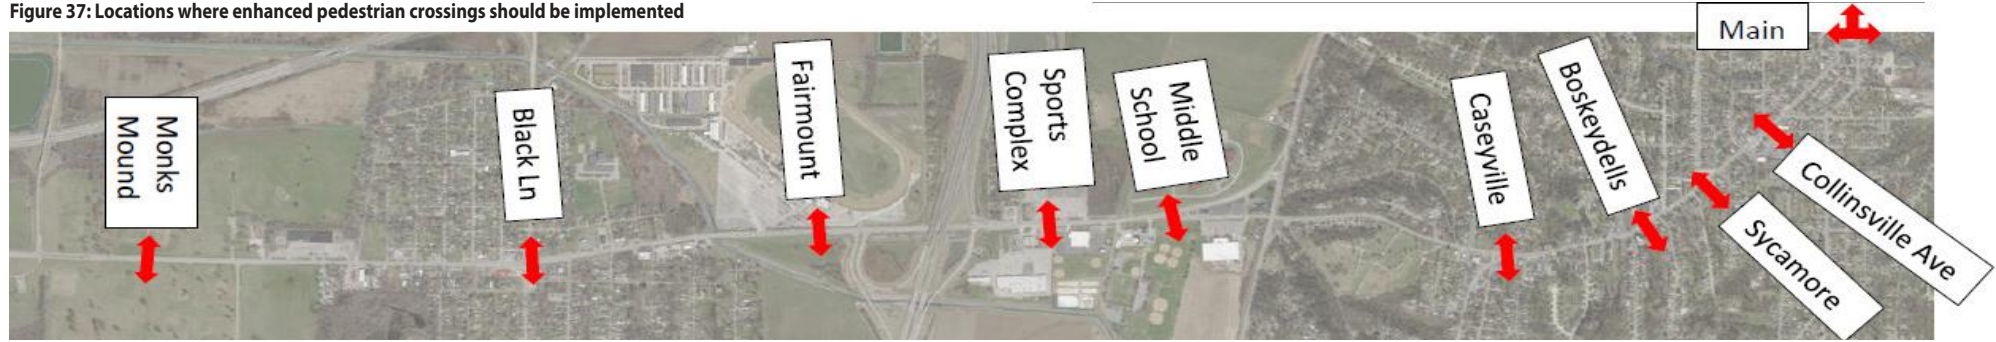 Figure 37: Locations where enhanced pedestrian crossings should be implemented
Main
Monks
Mound
Black Ln
Fairmount
Sports
Complex
Middle
School
Caseyville
Boskeydells
Collinsville Ave
Sycamore